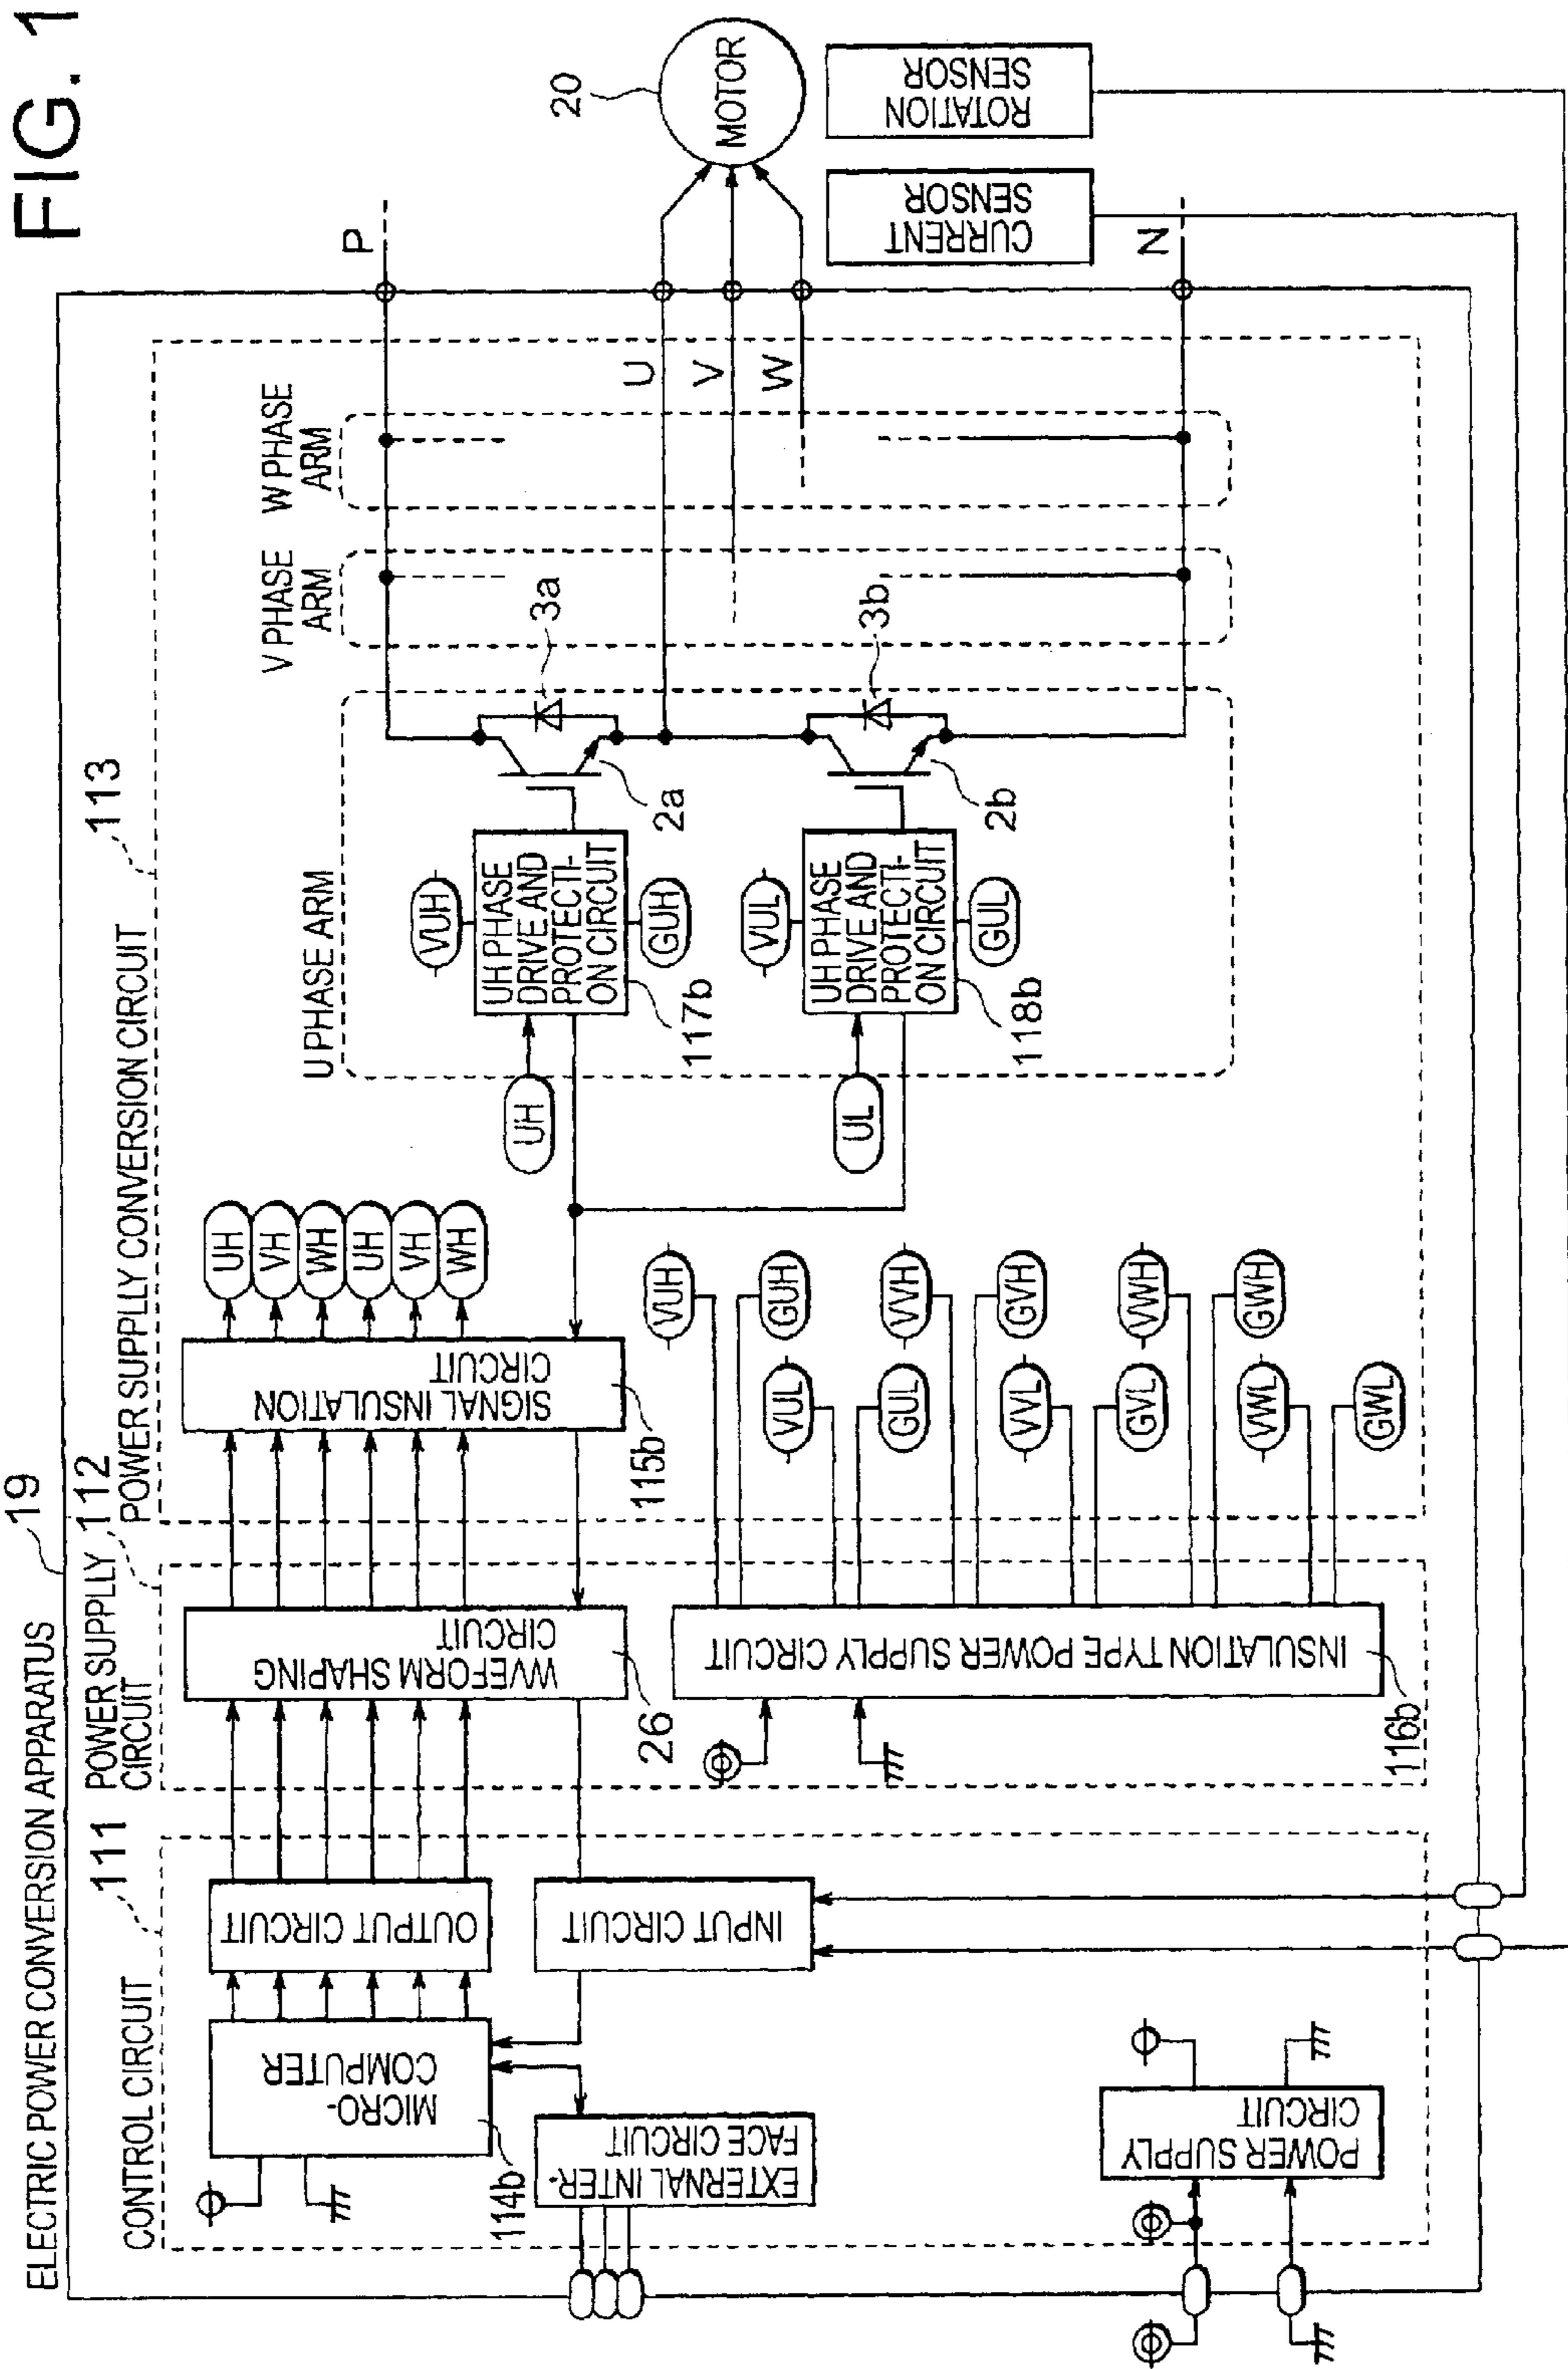 FIG. 1
ELECTRIC POWER CONVERSION APPARATUS
19
CONTROL CIRCUIT
111
POWER SUPPLLY
CIRCUIT
112
POWER SUPPLLY CONVERSION CIRCUIT
113
MICRO-
COMPUTER
114b
OUTPUT CIRCUIT
INPUT CIRCUIT
EXTERNAL INTER-
FACE CIRCUIT
POWER SUPPLY
CIRCUIT
WVEFORM SHAPING
CIRCUIT
26
INSULATION TYPE POWER SUPPLY CIRCUIT
116b
SIGNAL INSULATION
CIRCUIT
115b
UH
VH
WH
UH
VH
WH
VUH
GUH
VUL
GUL
VVH
GVH
VVL
GVL
VWH
GWH
VWL
GWL
U PHASE ARM
UH
VUH
UH PHASE
DRIVE AND
PROTECTI-
ON CIRCUIT
GUH
117b
2a
3a
UL
VUL
UH PHASE
DRIVE AND
PROTECTI-
ON CIRCUIT
GUL
118b
2b
3b
V PHASE
ARM
W PHASE
ARM
U
V
W
P
N
20
MOTOR
CURRENT
SENSOR
ROTATION
SENSOR